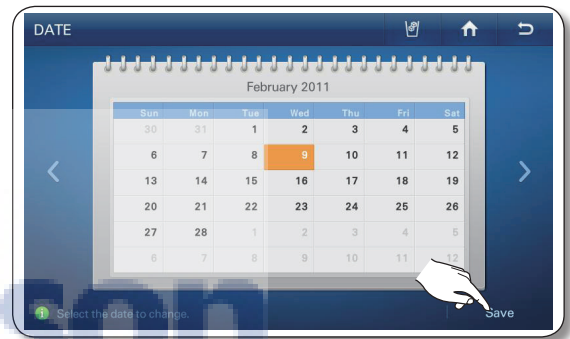 DATE
February 2011
Sun Mon Tue Wed Thu Fri Sat
30 31 1 2 3 4 5
6 7 8 9 10 11 12
13 14 15 16 17 18 19
20 21 22 23 24 25 26
27 28 1 2 3 4 5
6 7 8 9 10 11 12
Select the date to change.
Save